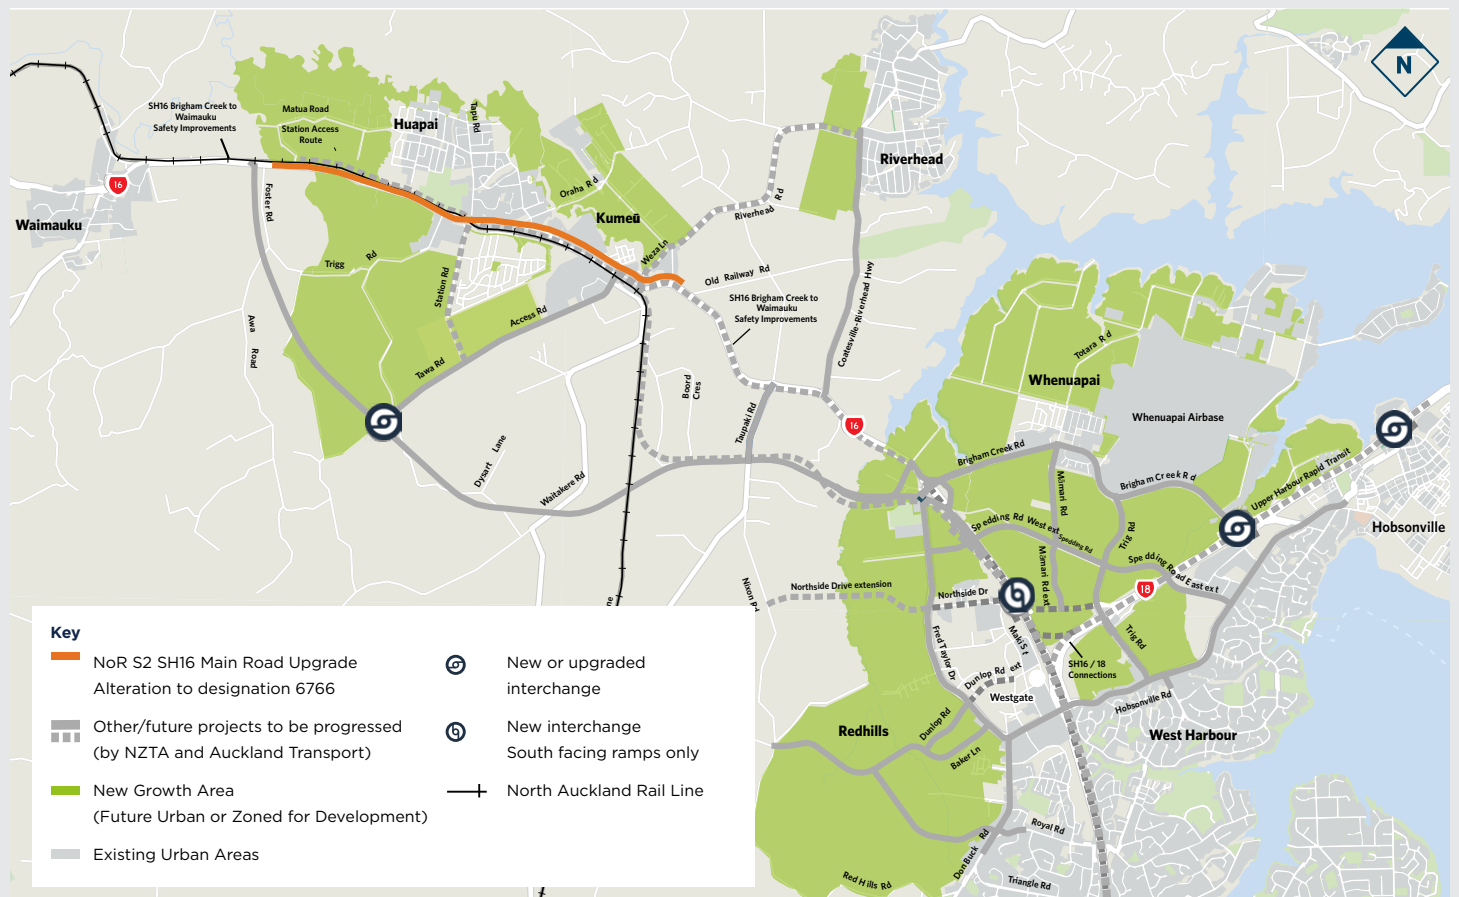 N
SH16 Brigham Creek to
Waimauku
Safety Improvements
Matua Road
Station Access
Route
Huapai
Tapu Rd
Riverhead
16
Waimauku
Foster Rd
Oraha Rd
Kumeū
Riverhead Rd
Weza Ln
Trigg Rd
Station Rd
Old Railway Rd
SH16 Brigham Creek to
Waimauku
Safety Improvements
Coatesville-Riverhead Hwy
Awa Road
Access Rd
Tawa Rd
Boord
Cres
Taupaki Rd
16
Totara Rd
Whenuapai
Whenuapai Airbase
Dysart Lane
Waitakere Rd
Brigham Creek Rd
Brigham Creek Rd
Upper Harbour Rapid Transit
Hobsonville
Māmari Rd
Spedding Rd West ext
Spedding Rd
Trig Rd
Spedding Road East ext
Māmari Rd ext
18
Nixon Rd
Northside Drive extension
Northside Dr
Fred Taylor Dr
Maki St
Trig Rd
SH16 / 18
Connections
Dunlop Rd ext
Westgate
Hobsonville Rd
West Harbour
Redhills
Dunlop Rd
Baker Ln
Royal Rd
Don Buck Rd
Red Hills Rd
Triangle Rd
ne
Key
NoR S2 SH16 Main Road Upgrade
Alteration to designation 6766
Other/future projects to be progressed
(by NZTA and Auckland Transport)
New Growth Area
(Future Urban or Zoned for Development)
Existing Urban Areas
New or upgraded
interchange
New interchange
South facing ramps only
North Auckland Rail Line